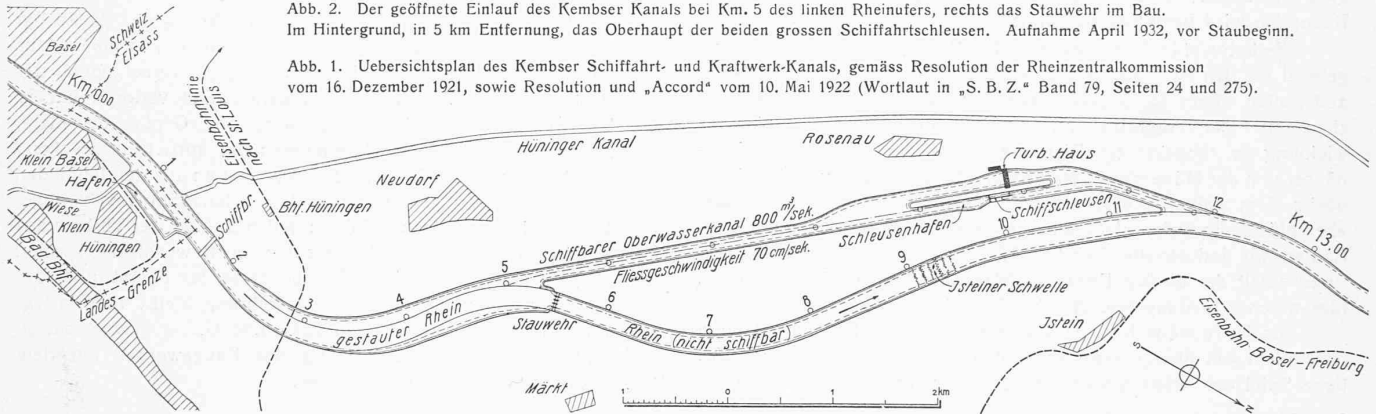 Abb. 2. Der geöffnete Einlauf des Kembser Kanals bei Km. 5 des linken Rheinufers, rechts das Stauwehr im Bau.
Im Hintergrund, in 5 km Entfernung, das Oberhaupt der beiden grossen Schiffahrtschleusen. Aufnahme April 1932, vor Staubeginn.
Abb. 1. Uebersichtsplan des Kembser Schiffahrt- und Kraftwerk-Kanals, gemäss Resolution der Rheinzentralkommission
vom 16. Dezember 1921, sowie Resolution und „Accord“ vom 10. Mai 1922 (Wortlaut in „S. B. Z.“ Band 79, Seiten 24 und 275).
Basel
Schweiz
Elsass
Km 0.00
Eisenbahnlinie
nach St. Louis
Klein Basel
Hafen
1
Wiese
Klein
Hüningen
Bad. Bhf.
Landes-Grenze
Schiffbr.
2
Bhf. Hüningen
Neudorf
Hüninger Kanal
Rosenau
Turb. Haus
3
4
5
gestauter Rhein
Schiffbarer Oberwasserkanal 800 m³/sek.
Fliessgeschwindigkeit 70 cm/sek.
Schleusenhafen
Schiffschleusen
Stauwehr
6
7
8
Rhein (nicht schiffbar)
9
10
11
12
Km 13.00
Jsteiner Schwelle
Jstein
Eisenbahn Basel-Freiburg
Märkt
1 0 1 2 km
S
N